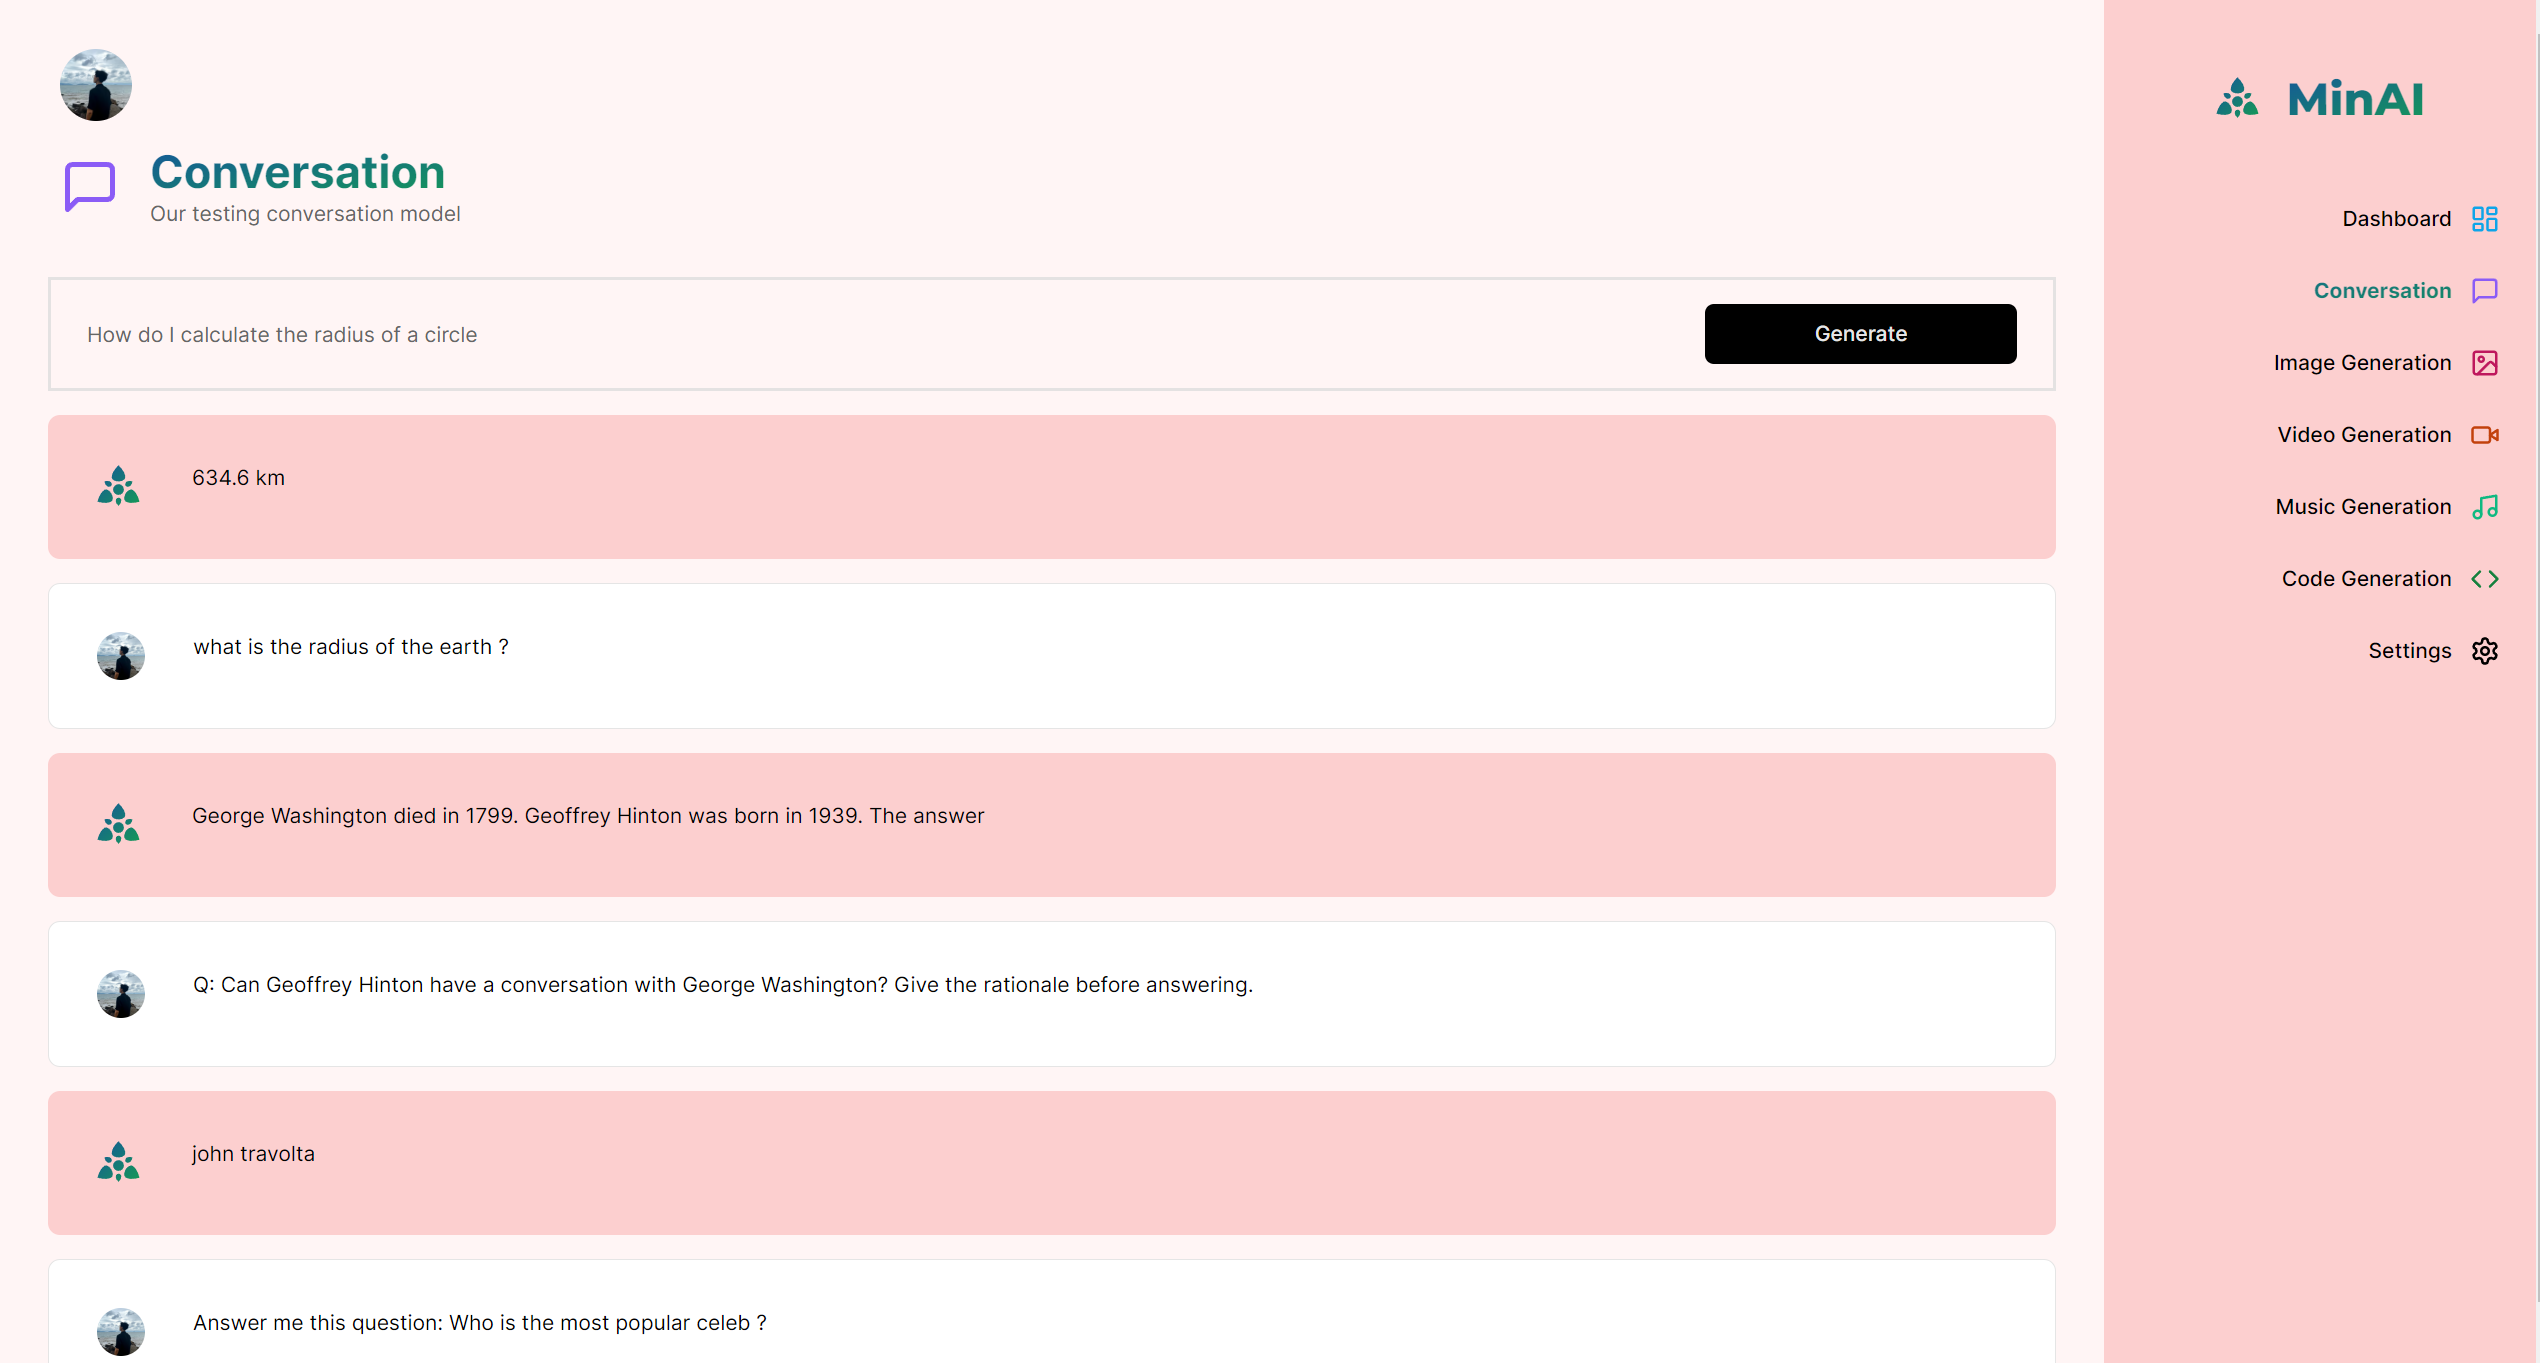 Conversation
Our testing conversation model
How do I calculate the radius of a circle
Generate
634.6 km
what is the radius of the earth ?
George Washington died in 1799. Geoffrey Hinton was born in 1939. The answer
Q: Can Geoffrey Hinton have a conversation with George Washington? Give the rationale before answering.
john travolta
Answer me this question: Who is the most popular celeb ?
MinAI
Dashboard
Conversation
Image Generation
Video Generation
Music Generation
Code Generation
Settings